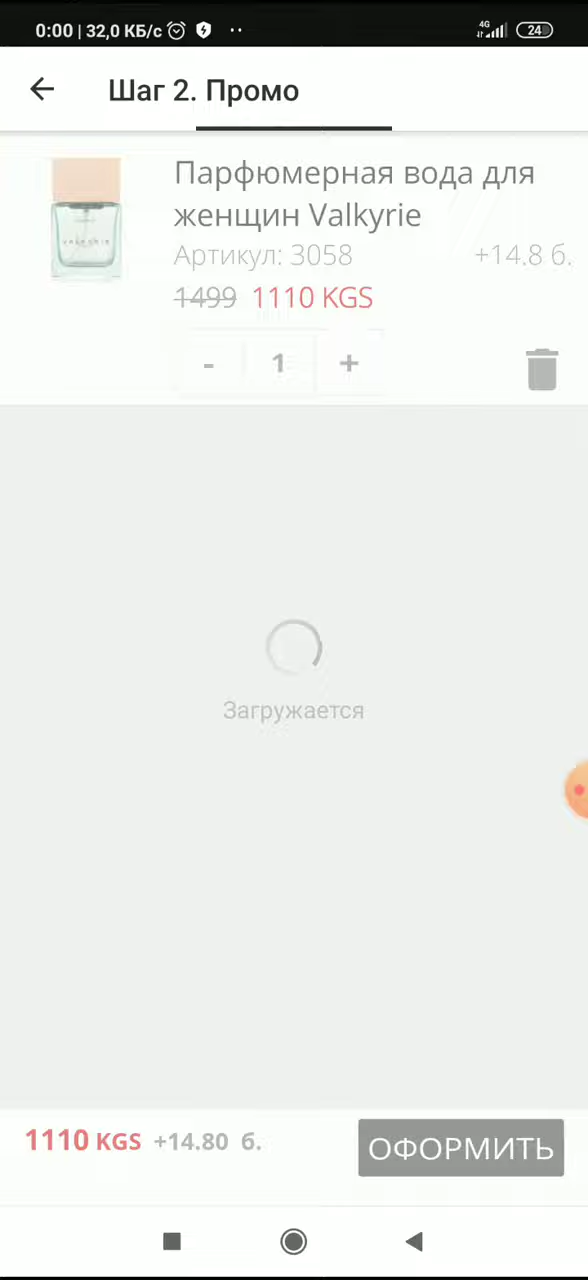 0:00 | 32,0 КБ/с
4G
24
Шаг 2. Промо
Парфюмерная вода для
женщин Valkyrie
Артикул: 3058 +14.8 б.
1499 1110 KGS
- 1 +
Загружается
1110 KGS +14.80 б.
ОФОРМИТЬ